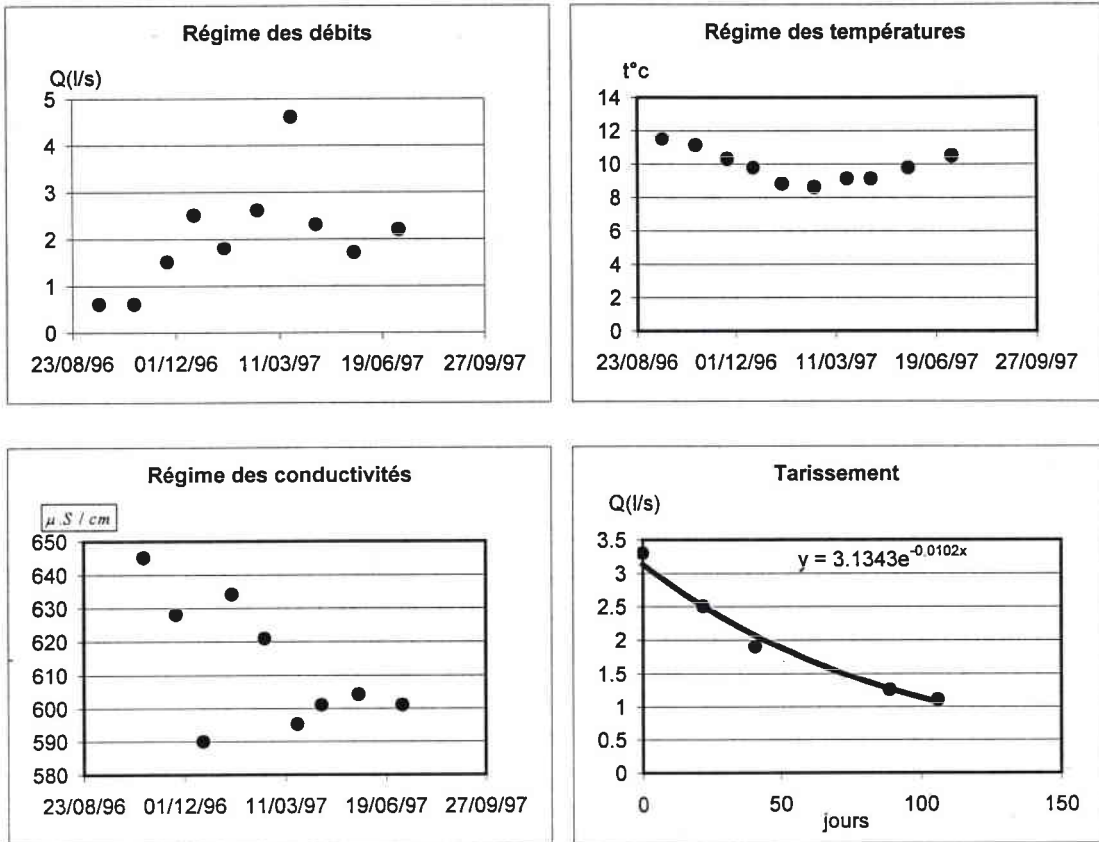 Régime des débits
Q(l/s)
5
4
3
2
1
0
23/08/96 01/12/96 11/03/97 19/06/97 27/09/97
Régime des températures
t°c
14
12
10
8
6
4
2
0
23/08/96 01/12/96 11/03/97 19/06/97 27/09/97
Régime des conductivités
μ.S / cm
650
640
630
620
610
600
590
580
23/08/96 01/12/96 11/03/97 19/06/97 27/09/97
Tarissement
Q(l/s)
y = 3.1343e^-0.0102x
3.5
3
2.5
2
1.5
1
0.5
0
0 50 100 150
jours